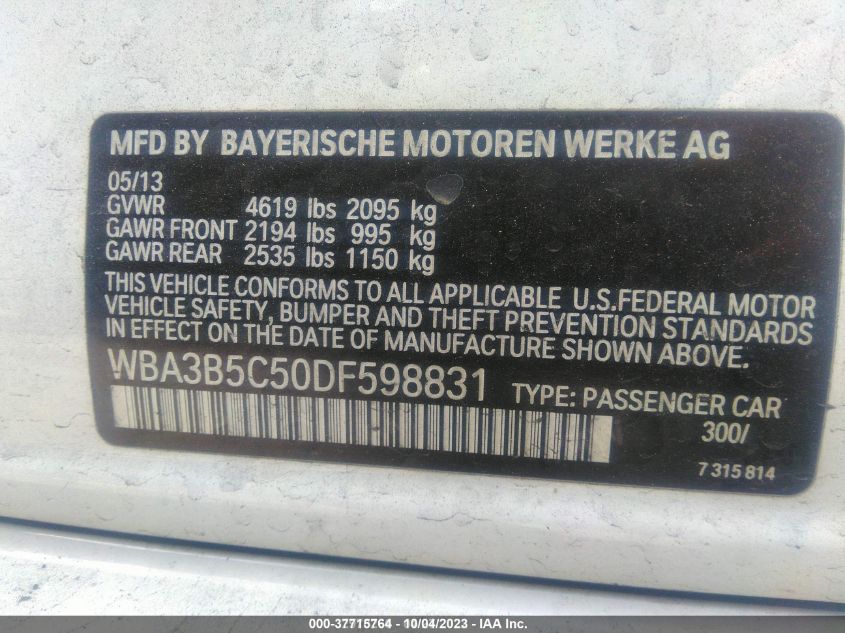 MFD BY BAYERISCHE MOTOREN WERKE AG
05/13
GVWR 4619 lbs 2095 kg
GAWR FRONT 2194 lbs 995 kg
GAWR REAR 2535 lbs 1150 kg
THIS VEHICLE CONFORMS TO ALL APPLICABLE U.S.FEDERAL MOTOR
VEHICLE SAFETY, BUMPER AND THEFT PREVENTION STANDARDS
IN EFFECT ON THE DATE OF MANUFACTURE SHOWN ABOVE.
WBA3B5C50DF598831 TYPE: PASSENGER CAR
300/
7 315 814
000-37715764 - 10/04/2023 - IAA Inc.